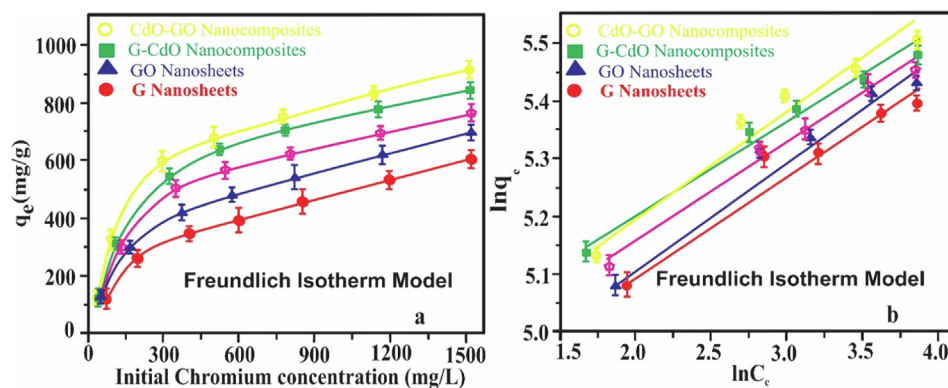 CdO-GO Nanocomposites
G-CdO Nanocomposites
GO Nanosheets
G Nanosheets
1000
800
600
400
200
0
qe(mg/g)
Freundlich Isotherm Model
a
0
300
600
900
1200
1500
Initial Chromium concentration (mg/L)
CdO-GO Nanocomposites
G-CdO Nanocomposites
GO Nanosheets
G Nanosheets
5.5
5.4
5.3
5.2
5.1
5.0
lnqe
Freundlich Isotherm Model
b
1.5
2.0
2.5
3.0
3.5
4.0
lnCe